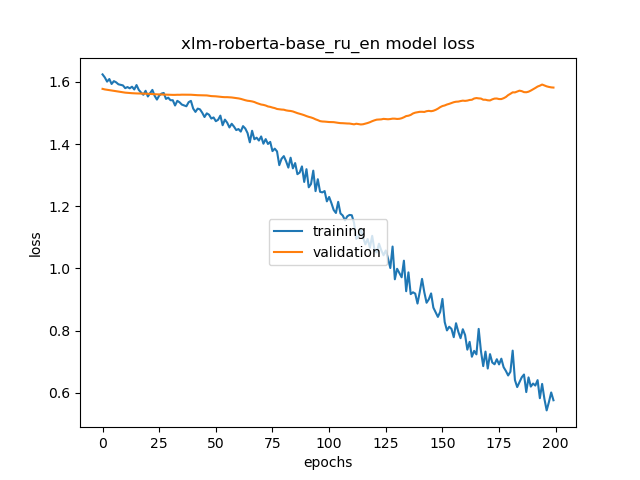 xlm-roberta-base_ru_en model loss
1.6
1.4
1.2
1.0
0.8
0.6
loss
training
validation
0 25 50 75 100 125 150 175 200
epochs